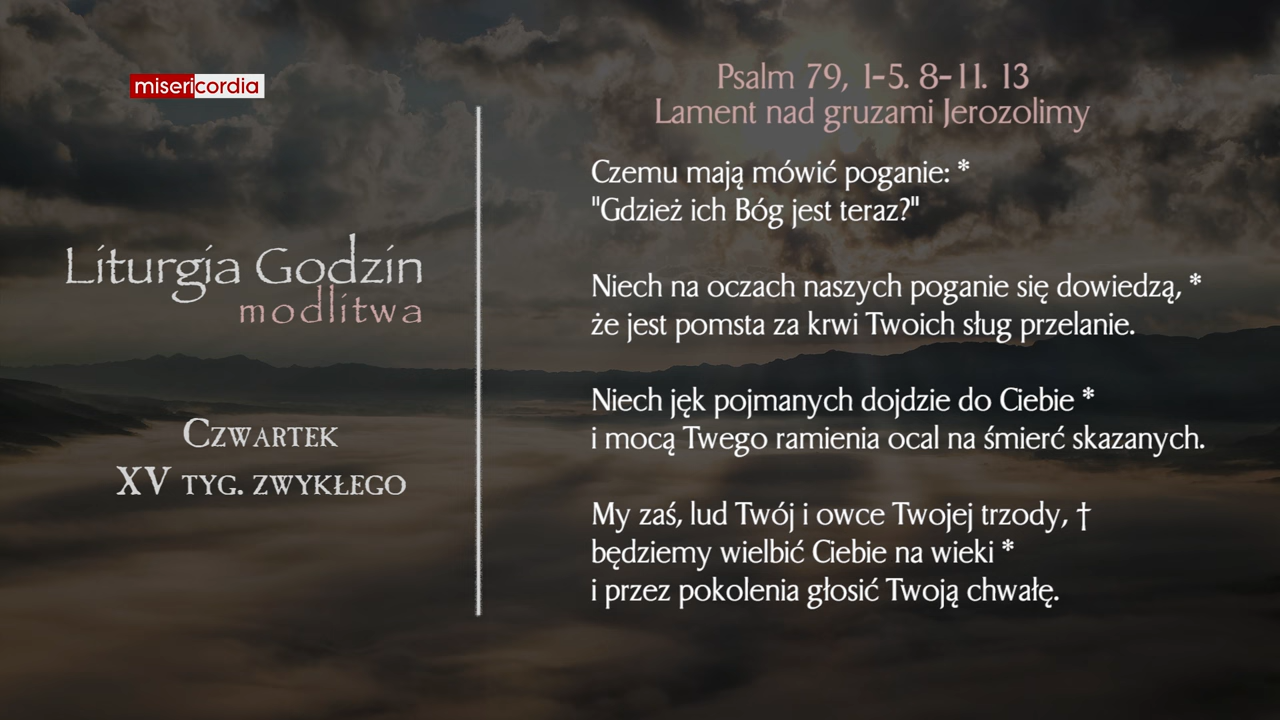 misericordia
Liturgia Godzin
modlitwa
Czwartek
XV tyg. zwykłego
Psalm 79, 1-5. 8-11. 13
Lament nad gruzami Jerozolimy
Czemu mają mówić poganie: *
"Gdzież ich Bóg jest teraz?"
Niech na oczach naszych poganie się dowiedzą, *
że jest pomsta za krwi Twoich sług przelanie.
Niech jęk pojmanych dojdzie do Ciebie *
i mocą Twego ramienia ocal na śmierć skazanych.
My zaś, lud Twój i owce Twojej trzody, †
będziemy wielbić Ciebie na wieki *
i przez pokolenia głosić Twoją chwałę.